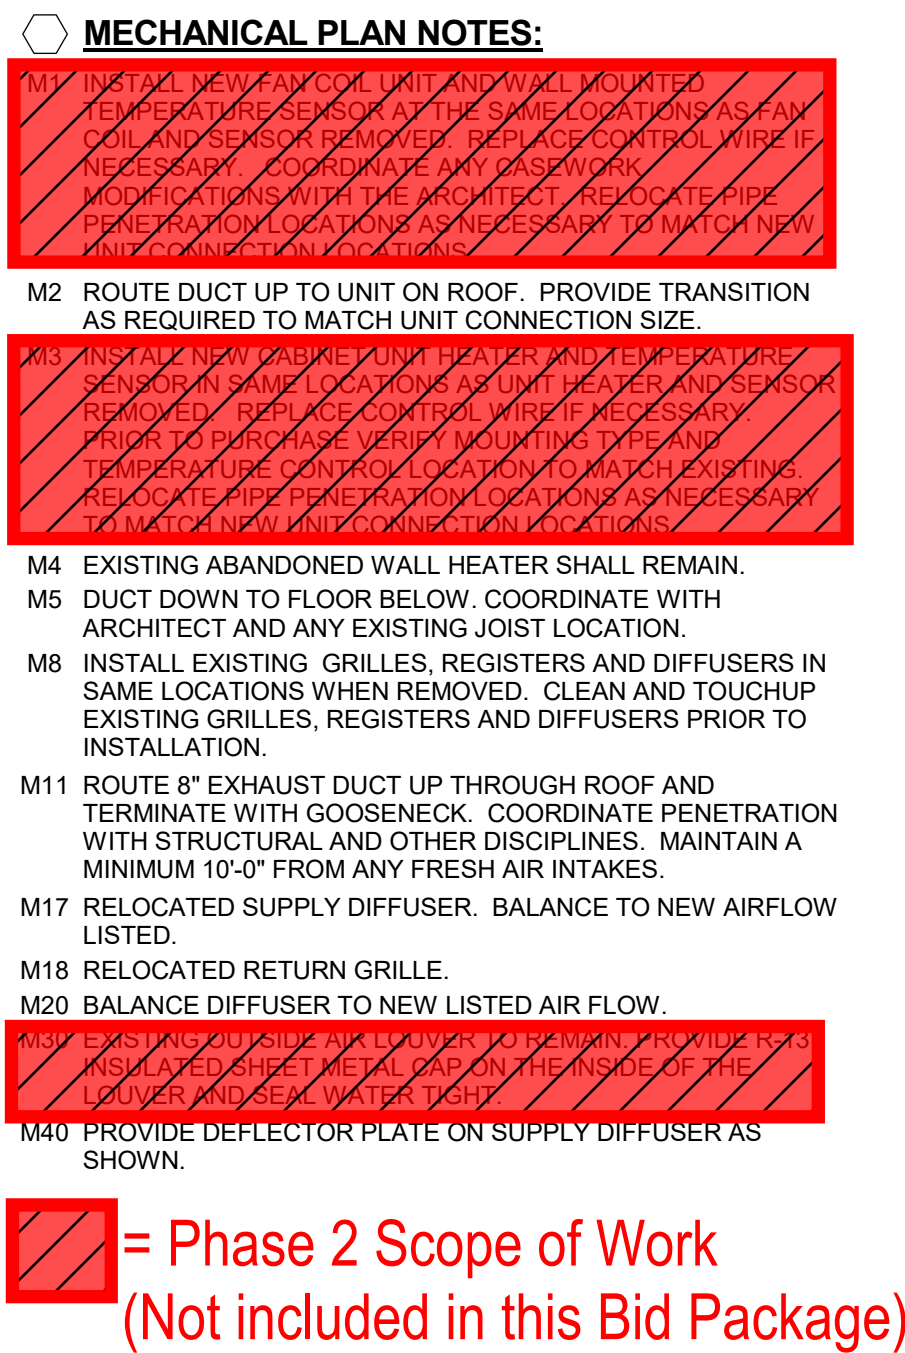 MECHANICAL PLAN NOTES:
M1 INSTALL NEW FAN COIL UNIT AND WALL MOUNTED
TEMPERATURE SENSOR AT THE SAME LOCATIONS AS FAN
COIL AND SENSOR REMOVED. REPLACE CONTROL WIRE IF
NECESSARY. COORDINATE ANY CASEWORK
MODIFICATIONS WITH THE ARCHITECT. RELOCATE PIPE
PENETRATION LOCATIONS AS NECESSARY TO MATCH NEW
UNIT CONNECTION LOCATIONS
M2 ROUTE DUCT UP TO UNIT ON ROOF. PROVIDE TRANSITION
AS REQUIRED TO MATCH UNIT CONNECTION SIZE.
M3 INSTALL NEW CABINET UNIT HEATER AND TEMPERATURE
SENSOR IN SAME LOCATIONS AS UNIT HEATER AND SENSOR
REMOVED. REPLACE CONTROL WIRE IF NECESSARY.
PRIOR TO PURCHASE VERIFY MOUNTING TYPE AND
TEMPERATURE CONTROL LOCATION TO MATCH EXISTING.
RELOCATE PIPE PENETRATION LOCATIONS AS NECESSARY
TO MATCH NEW UNIT CONNECTION LOCATIONS.
M4 EXISTING ABANDONED WALL HEATER SHALL REMAIN.
M5 DUCT DOWN TO FLOOR BELOW. COORDINATE WITH
ARCHITECT AND ANY EXISTING JOIST LOCATION.
M8 INSTALL EXISTING GRILLES, REGISTERS AND DIFFUSERS IN
SAME LOCATIONS WHEN REMOVED. CLEAN AND TOUCHUP
EXISTING GRILLES, REGISTERS AND DIFFUSERS PRIOR TO
INSTALLATION.
M11 ROUTE 8" EXHAUST DUCT UP THROUGH ROOF AND
TERMINATE WITH GOOSENECK. COORDINATE PENETRATION
WITH STRUCTURAL AND OTHER DISCIPLINES. MAINTAIN A
MINIMUM 10'-0" FROM ANY FRESH AIR INTAKES.
M17 RELOCATED SUPPLY DIFFUSER. BALANCE TO NEW AIRFLOW
LISTED.
M18 RELOCATED RETURN GRILLE.
M20 BALANCE DIFFUSER TO NEW LISTED AIR FLOW.
M30 EXISTING OUTSIDE AIR LOUVER TO REMAIN. PROVIDE R-13
INSULATED SHEET METAL CAP ON THE INSIDE OF THE
LOUVER AND SEAL WATER TIGHT.
M40 PROVIDE DEFLECTOR PLATE ON SUPPLY DIFFUSER AS
SHOWN.
= Phase 2 Scope of Work
(Not included in this Bid Package)